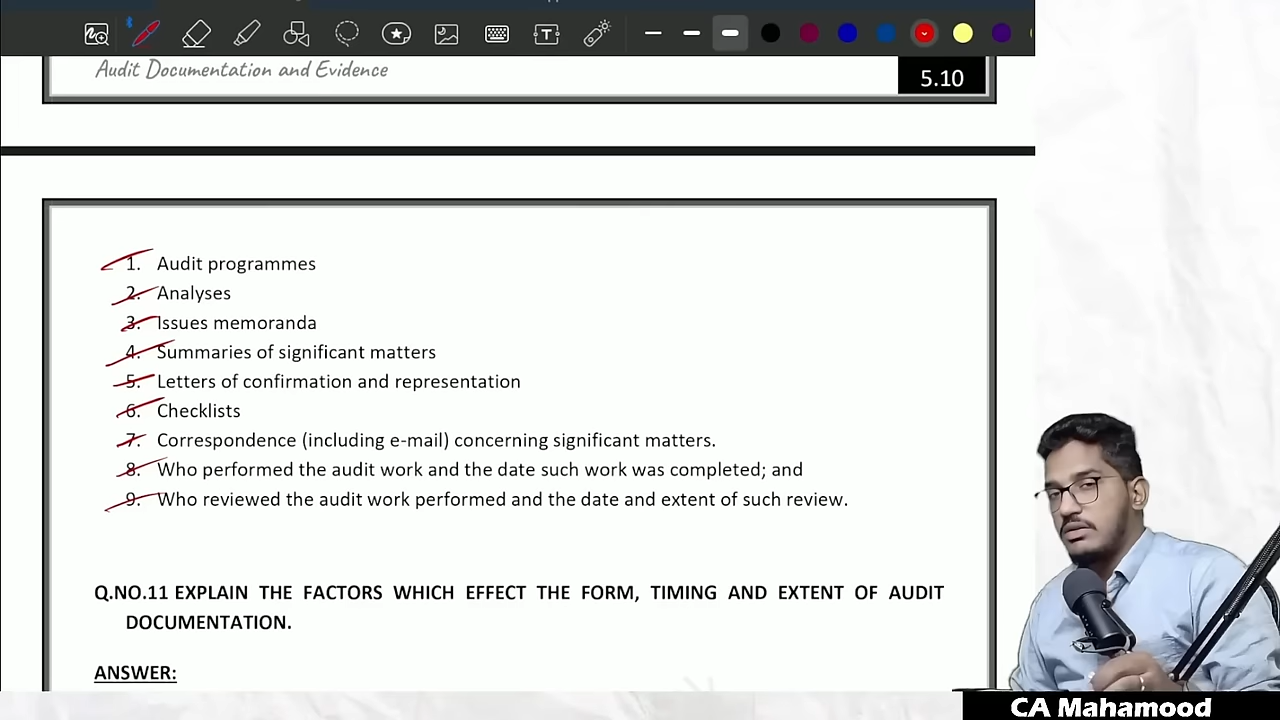 Audit Documentation and Evidence
5.10
1. Audit programmes
2. Analyses
3. Issues memoranda
4. Summaries of significant matters
5. Letters of confirmation and representation
6. Checklists
7. Correspondence (including e-mail) concerning significant matters.
8. Who performed the audit work and the date such work was completed; and
9. Who reviewed the audit work performed and the date and extent of such review.
Q.NO.11 EXPLAIN THE FACTORS WHICH EFFECT THE FORM, TIMING AND EXTENT OF AUDIT
DOCUMENTATION.
ANSWER:
CA Mahamood